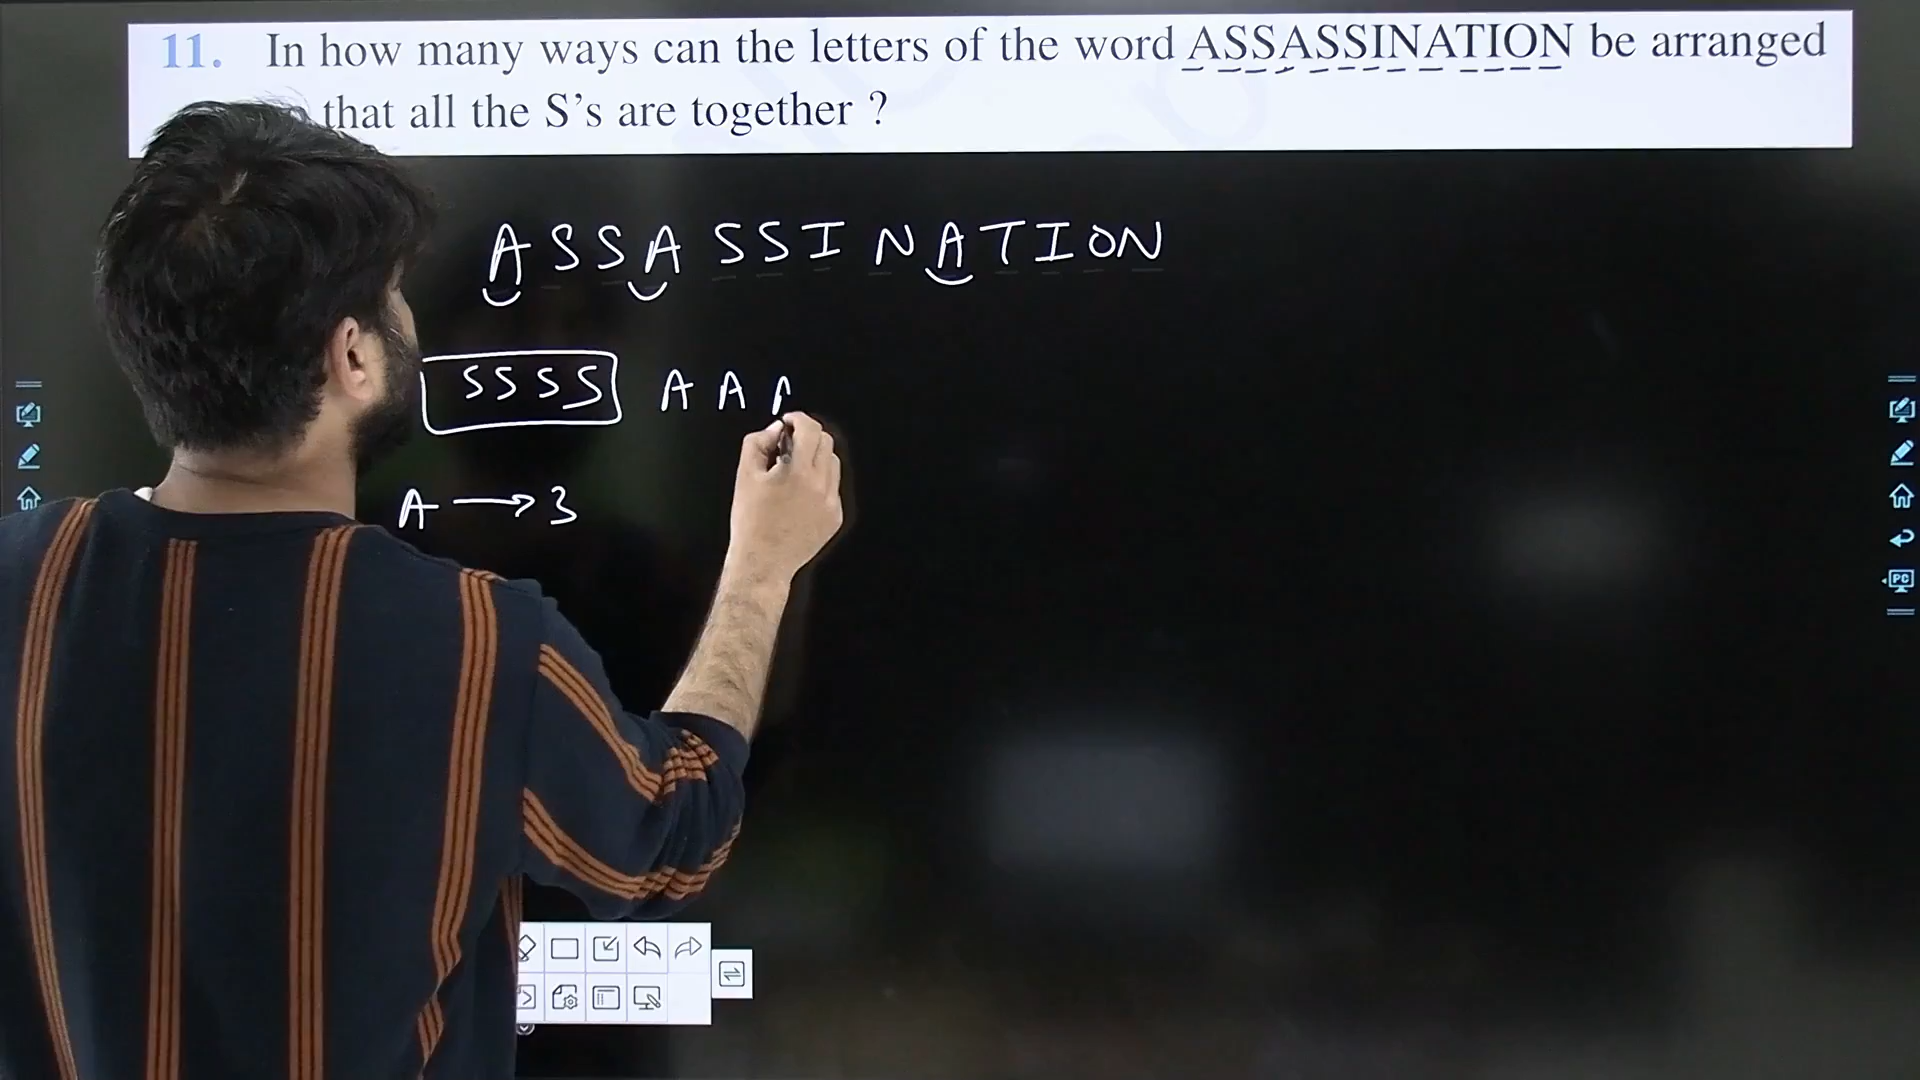 11. In how many ways can the letters of the word ASSASSINATION be arranged
that all the S's are together ?
ASSASSINATION
SSSS A A A
A → 3
PC